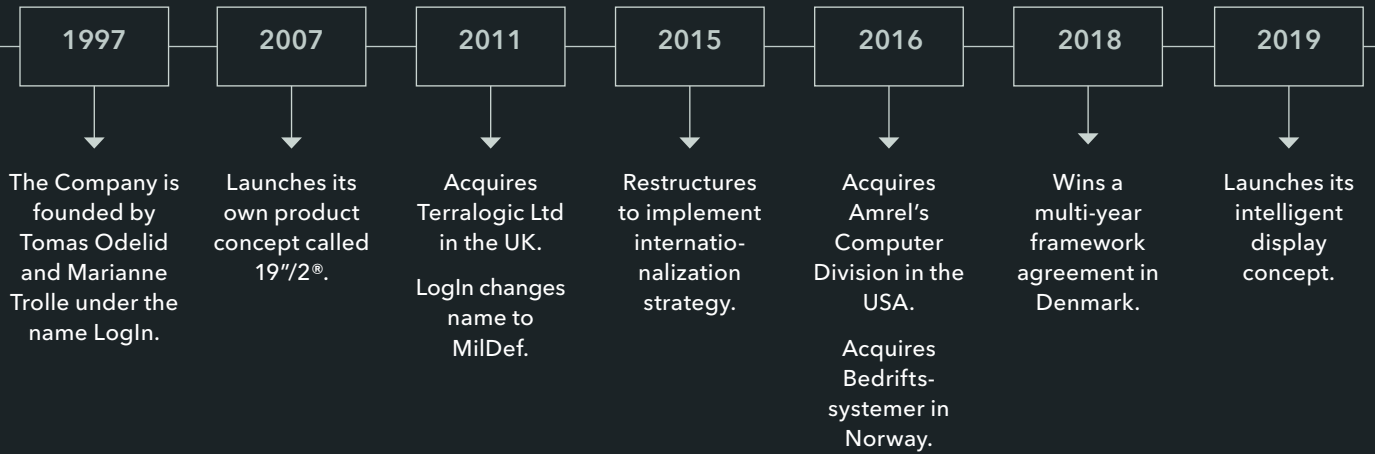 1997
The Company is
founded by
Tomas Odelid
and Marianne
Trolle under the
name LogIn.
2007
Launches its
own product
concept called
19”/2®.
2011
Acquires
Terralogic Ltd
in the UK.
LogIn changes
name to
MilDef.
2015
Restructures
to implement
internatio-
nalization
strategy.
2016
Acquires
Amrel’s
Computer
Division in the
USA.
Acquires
Bedrifts-
systemer in
Norway.
2018
Wins a
multi-year
framework
agreement in
Denmark.
2019
Launches its
intelligent
display
concept.